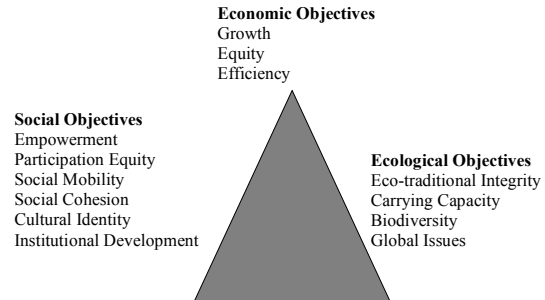 Economic Objectives
Growth
Equity
Efficiency
Social Objectives
Empowerment
Participation Equity
Social Mobility
Social Cohesion
Cultural Identity
Institutional Development
Ecological Objectives
Eco-traditional Integrity
Carrying Capacity
Biodiversity
Global Issues